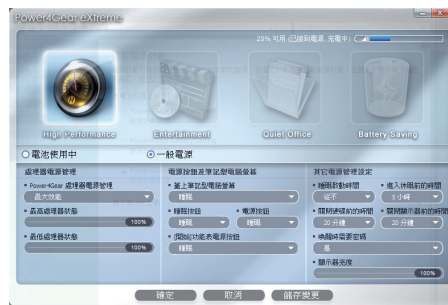 Power4Gear eXtreme
29% 可用 (已接到電源, 充電中)
High Performance
Entertainment
Quiet Office
Battery Saving
電池使用中
一般電源
處理器電源管理
Power4Gear 處理器電源管理
最大效能
最高處理器狀態
100%
最低處理器狀態
100%
電源按鈕及筆記型電腦螢幕
蓋上筆記型電腦螢幕
睡眠
睡眠按鈕
電源按鈕
睡眠
睡眠
[開始]功能表電源按鈕
睡眠
其它電源管理設定
睡眠啟動時間
進入休眠前的時間
從不
5 小時
關閉硬碟前的時間
關閉顯示器前的時間
20 分鐘
20 分鐘
喚醒時需要密碼
是
顯示器亮度
100%
確定
取消
儲存變更